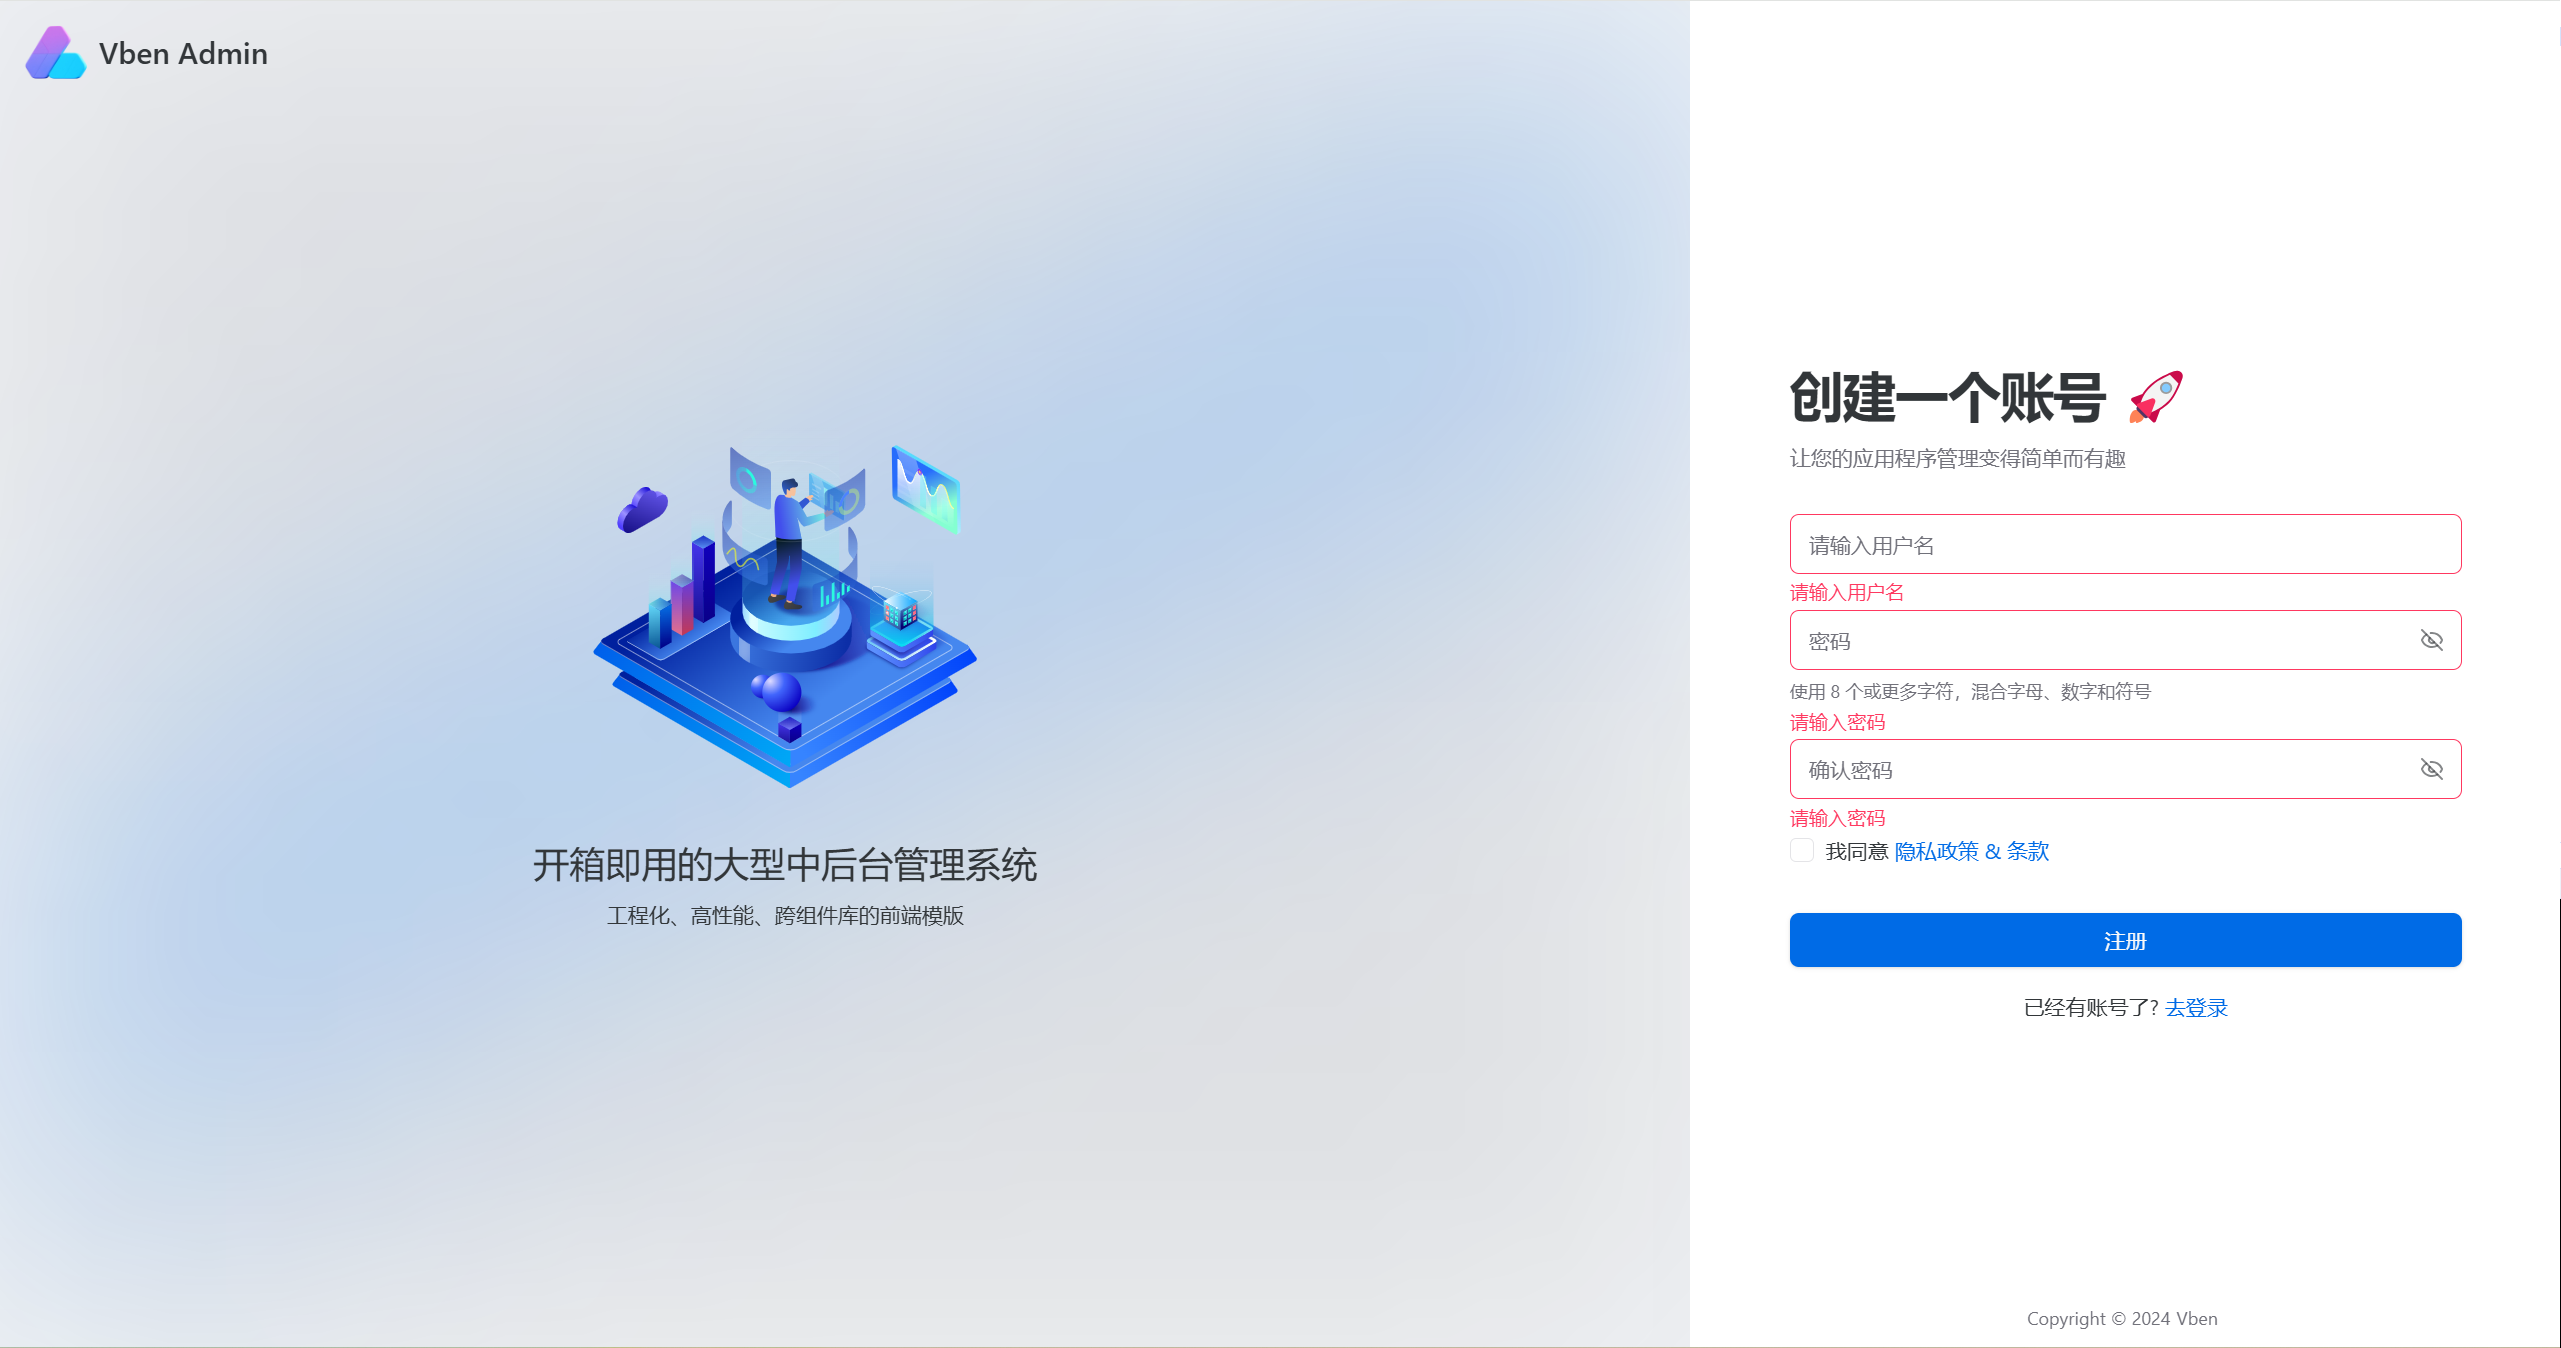 Vben Admin
开箱即用的大型中后台管理系统
工程化、高性能、跨组件库的前端模版
创建一个账号 🚀
让您的应用程序管理变得简单而有趣
请输入用户名
请输入用户名
密码
使用 8 个或更多字符，混合字母、数字和符号
请输入密码
确认密码
请输入密码
我同意 隐私政策 & 条款
注册
已经有账号了? 去登录
Copyright © 2024 Vben